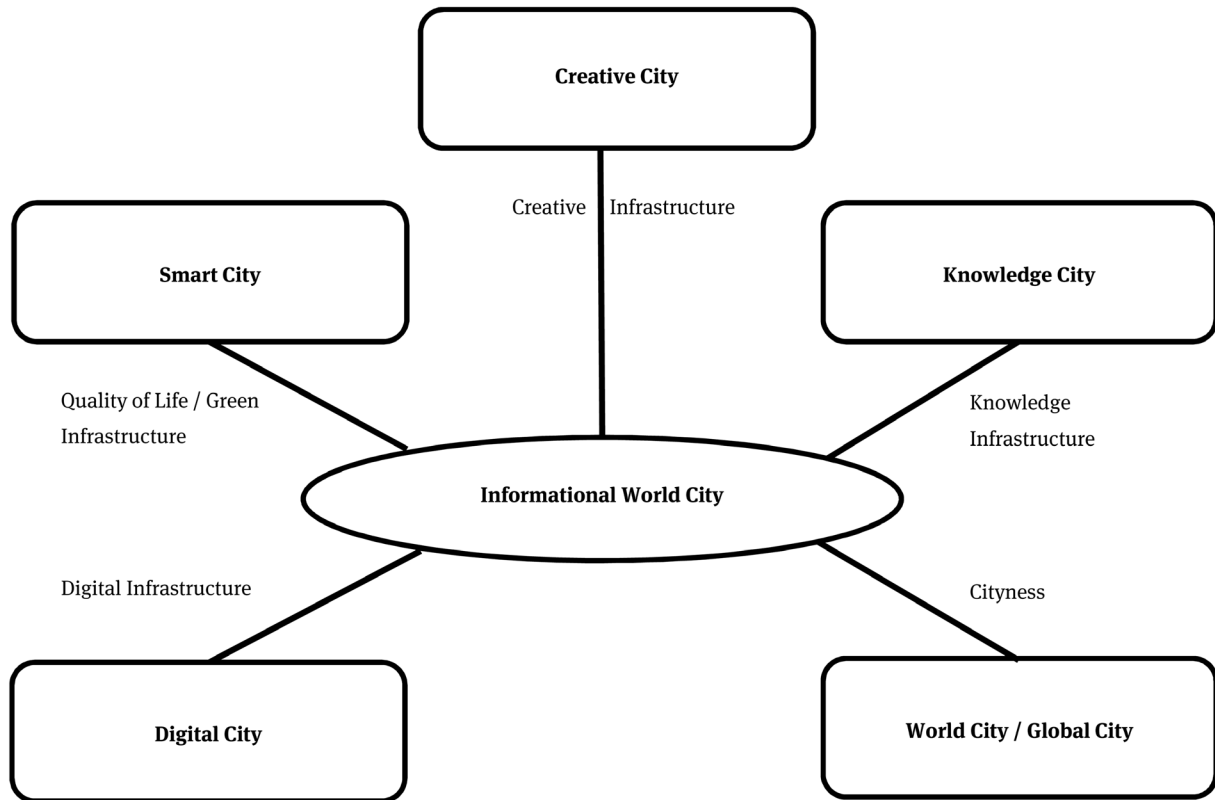 Creative City
Creative Infrastructure
Smart City
Knowledge City
Quality of Life / Green
Infrastructure
Knowledge
Infrastructure
Informational World City
Digital Infrastructure
Cityness
Digital City
World City / Global City